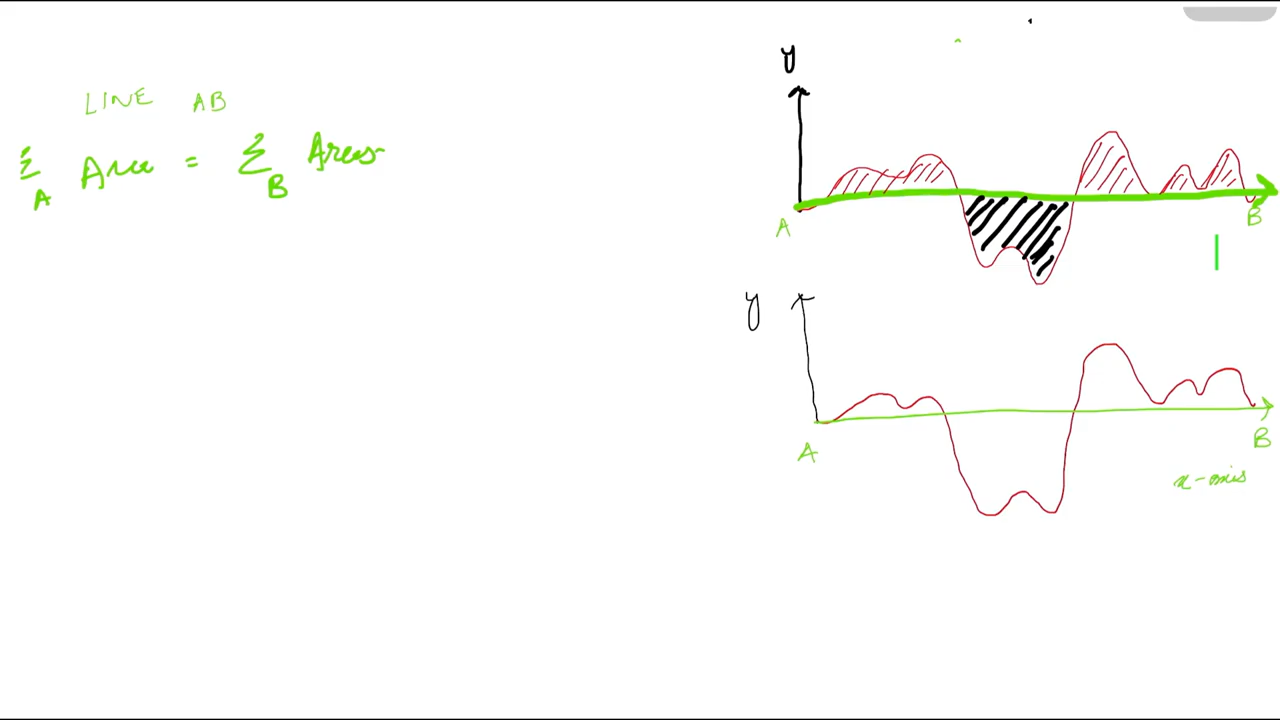 LINE AB
Σ Area = Σ Areas
A B
y
A
B
y
A
B
x-axis